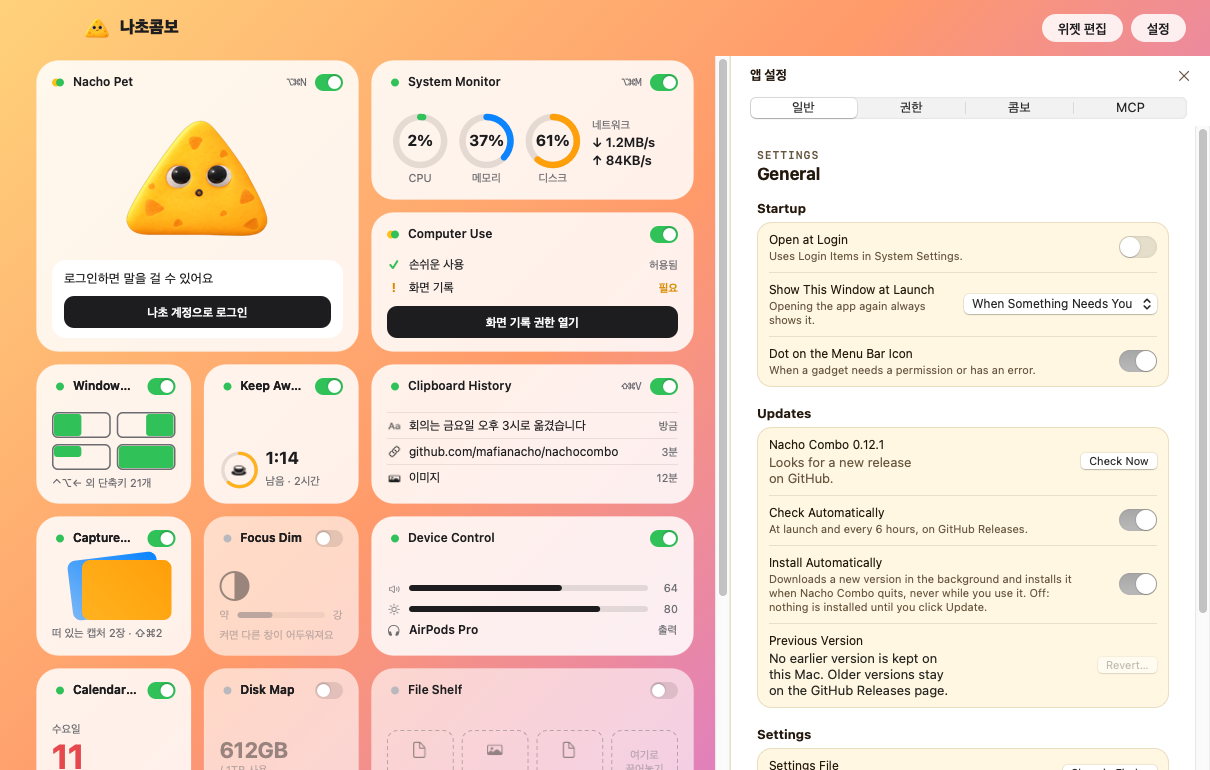 나초콤보
위젯 편집
설정
Nacho Pet
⌥⌘N
로그인하면 말을 걸 수 있어요
나초 계정으로 로그인
System Monitor
⌥⌘M
2%
37%
61%
CPU
메모리
디스크
네트워크
↓ 1.2MB/s
↑ 84KB/s
Computer Use
손쉬운 사용
허용됨
! 화면 기록
필요
화면 기록 권한 열기
Window...
^⌥← 외 단축키 21개
Keep Aw...
1:14
남음 · 2시간
Clipboard History
⇧⌘V
Aa 회의는 금요일 오후 3시로 옮겼습니다
방금
github.com/mafianacho/nachocombo
3분
이미지
12분
Capture...
떠 있는 캡처 2장 · ⇧⌘2
Focus Dim
약
강
켜면 다른 창이 어두워져요
Device Control
64
80
AirPods Pro
출력
Calendar...
수요일
11
Disk Map
612GB
/ 1TB 사용
File Shelf
여기로
끌어놓기
앱 설정
일반
권한
콤보
MCP
SETTINGS
General
Startup
Open at Login
Uses Login Items in System Settings.
Show This Window at Launch
Opening the app again always
shows it.
When Something Needs You
Dot on the Menu Bar Icon
When a gadget needs a permission or has an error.
Updates
Nacho Combo 0.12.1
Looks for a new release
on GitHub.
Check Now
Check Automatically
At launch and every 6 hours, on GitHub Releases.
Install Automatically
Downloads a new version in the background and installs it
when Nacho Combo quits, never while you use it. Off:
nothing is installed until you click Update.
Previous Version
No earlier version is kept on
this Mac. Older versions stay
on the GitHub Releases page.
Revert...
Settings
Settings File